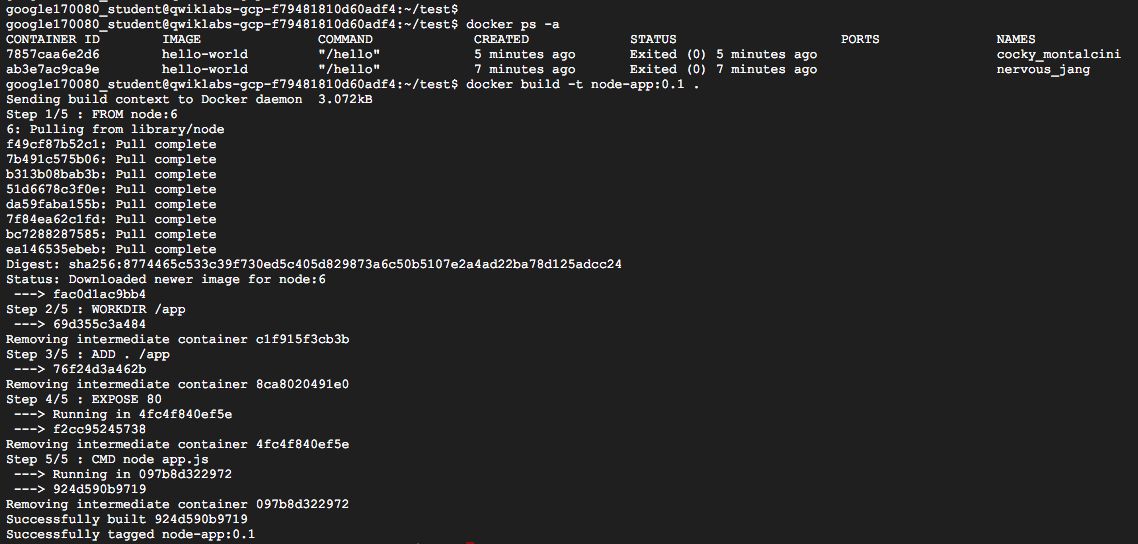 google170080_student@qwiklabs-gcp-f79481810d60adf4:~/test$
google170080_student@qwiklabs-gcp-f79481810d60adf4:~/test$ docker ps -a
CONTAINER ID        IMAGE               COMMAND             CREATED             STATUS                     PORTS               NAMES
7857caa6e2d6        hello-world         "/hello"            5 minutes ago       Exited (0) 5 minutes ago                       cocky_montalcini
ab3e7ac9ca9e        hello-world         "/hello"            7 minutes ago       Exited (0) 7 minutes ago                       nervous_jang
google170080_student@qwiklabs-gcp-f79481810d60adf4:~/test$ docker build -t node-app:0.1 .
Sending build context to Docker daemon  3.072kB
Step 1/5 : FROM node:6
6: Pulling from library/node
f49cf87b52c1: Pull complete
7b491c575b06: Pull complete
b313b08bab3b: Pull complete
51d6678c3f0e: Pull complete
da59faba155b: Pull complete
7f84ea62c1fd: Pull complete
bc7288287585: Pull complete
ea146535ebeb: Pull complete
Digest: sha256:8774465c533c39f730ed5c405d829873a6c50b5107e2a4ad22ba78d125adcc24
Status: Downloaded newer image for node:6
 ---> fac0d1ac9bb4
Step 2/5 : WORKDIR /app
 ---> 69d355c3a484
Removing intermediate container c1f915f3cb3b
Step 3/5 : ADD . /app
 ---> 76f24d3a462b
Removing intermediate container 8ca8020491e0
Step 4/5 : EXPOSE 80
 ---> Running in 4fc4f840ef5e
 ---> f2cc95245738
Removing intermediate container 4fc4f840ef5e
Step 5/5 : CMD node app.js
 ---> Running in 097b8d322972
 ---> 924d590b9719
Removing intermediate container 097b8d322972
Successfully built 924d590b9719
Successfully tagged node-app:0.1